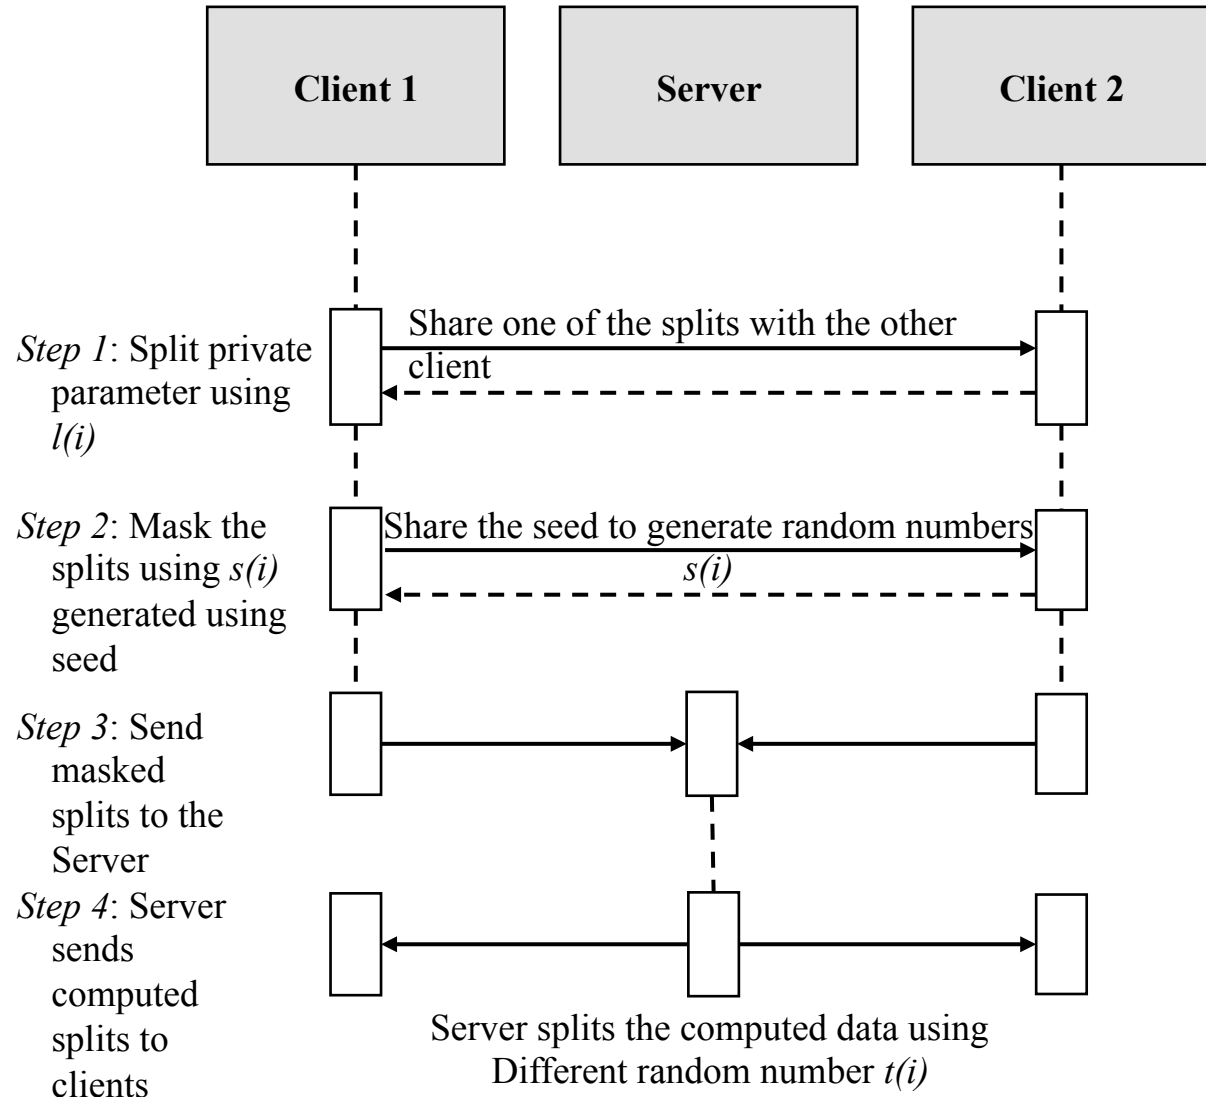 Client 1
Server
Client 2
Step 1: Split private
parameter using
l(i)
Share one of the splits with the other
client
Step 2: Mask the
splits using s(i)
generated using
seed
Share the seed to generate random numbers
s(i)
Step 3: Send
masked
splits to the
Server
Step 4: Server
sends
computed
splits to
clients
Server splits the computed data using
Different random number t(i)